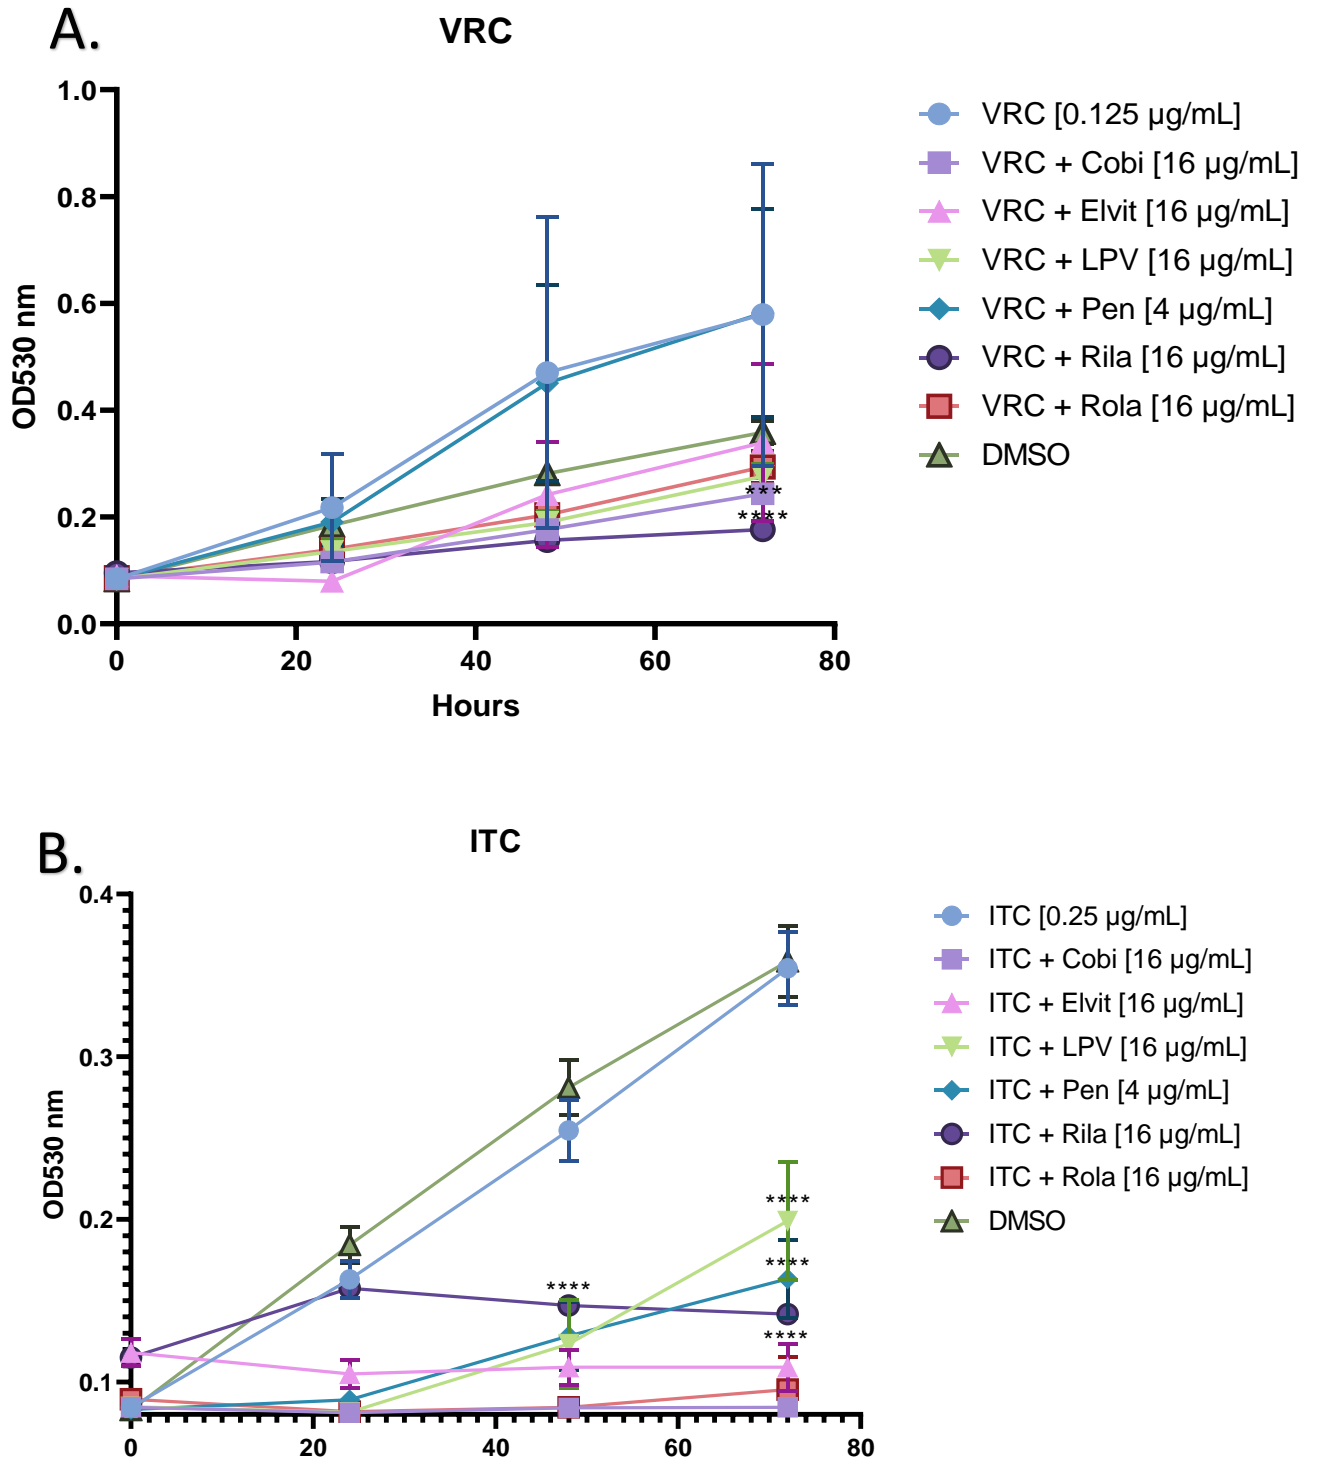 A.
VRC
1.0
0.8
0.6
0.4
0.2
0.0
OD530 nm
0 20 40 60 80
Hours
***
****
VRC [0.125 µg/mL]
VRC + Cobi [16 µg/mL]
VRC + Elvit [16 µg/mL]
VRC + LPV [16 µg/mL]
VRC + Pen [4 µg/mL]
VRC + Rila [16 µg/mL]
VRC + Rola [16 µg/mL]
DMSO
B.
ITC
0.4
0.3
0.2
0.1
OD530 nm
0 20 40 60 80
****
****
****
****
ITC [0.25 µg/mL]
ITC + Cobi [16 µg/mL]
ITC + Elvit [16 µg/mL]
ITC + LPV [16 µg/mL]
ITC + Pen [4 µg/mL]
ITC + Rila [16 µg/mL]
ITC + Rola [16 µg/mL]
DMSO